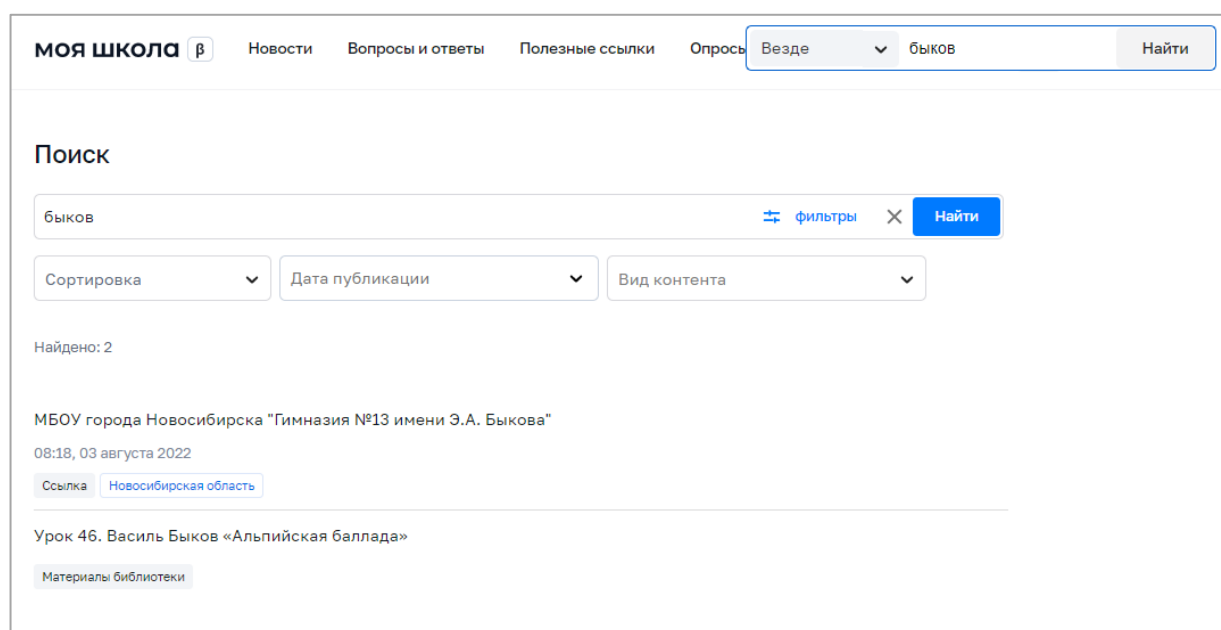 моя школа β Новости Вопросы и ответы Полезные ссылки Опросы Везде быков Найти
Поиск
быков фильтры Найти
Сортировка Дата публикации Вид контента
Найдено: 2
МБОУ города Новосибирска "Гимназия №13 имени Э.А. Быкова"
08:18, 03 августа 2022
Ссылка Новосибирская область
Урок 46. Василь Быков «Альпийская баллада»
Материалы библиотеки